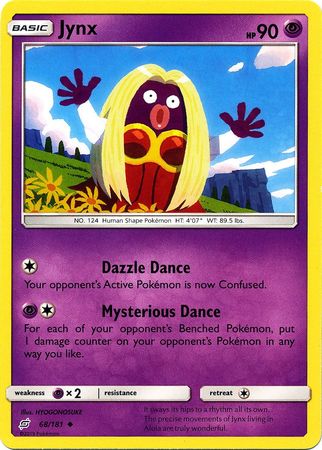 BASIC Jynx HP 90
NO. 124 Human Shape Pokémon HT: 4'07" WT: 89.5 lbs.
Dazzle Dance
Your opponent's Active Pokémon is now Confused.
Mysterious Dance
For each of your opponent's Benched Pokémon, put
1 damage counter on your opponent's Pokémon in
any way you like.
weakness ×2 resistance retreat
Illus. HYOGONOSUKE
68/181
©2019 Pokémon
It sways its hips to a rhythm all its own.
The precise movements of Jynx living in
Alola are truly wonderful.